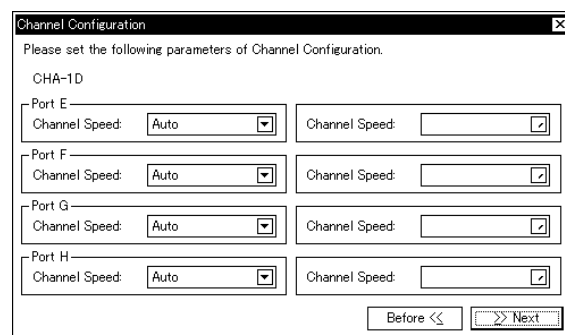 Channel Configuration
Please set the following parameters of Channel Configuration.
CHA-1D
Port E
Channel Speed: Auto Channel Speed:
Port F
Channel Speed: Auto Channel Speed:
Port G
Channel Speed: Auto Channel Speed:
Port H
Channel Speed: Auto Channel Speed:
Before << >> Next